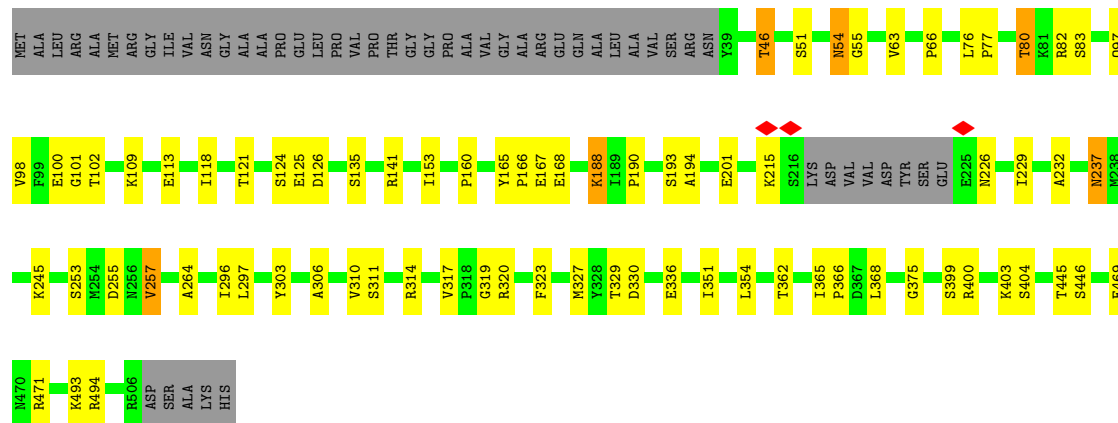 MET ALA LEU ARG ALA MET ARG GLY ILE VAL ASN GLY ALA ALA PRO GLU LEU PRO VAL PRO THR GLY GLY PRO ALA VAL GLY ALA ARG GLU GLN ALA LEU ALA VAL SER ARG ASN Y39 T46 S51 N54 G55 V63 P66 L76 P77 T80 K81 R82 S83
V98 F99 E100 G101 T102 K109 E113 I118 T121 S124 E125 D126 S135 R141 I153 P160 Y165 P166 E167 E168 K188 I189 P190 S193 A194 E201 K215 S216 LYS ASP VAL VAL ASP TYR SER GLU E225 N226 I229 A232 N237 M238
K245 S253 M254 D255 N256 V257 A264 I296 L297 Y303 A306 V310 S311 R314 V317 P318 G319 R320 F323 M327 Y328 T329 D330 E336 I351 L354 T362 I365 P366 D367 L368 G375 S399 R400 K403 S404 T445 S446
N470 R471 K493 R494 R506 ASP SER ALA LYS HIS